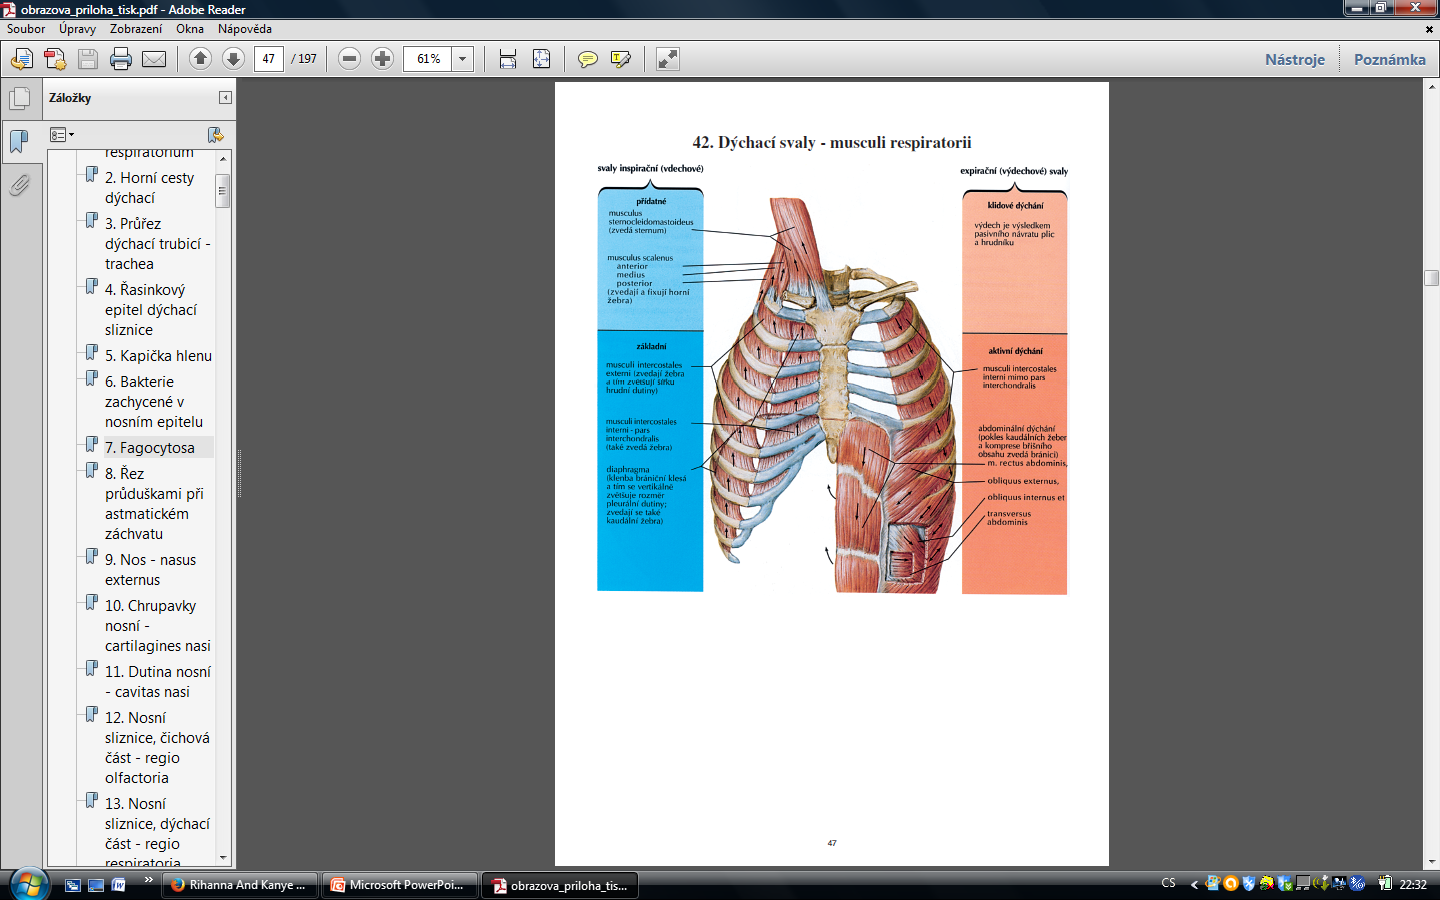 obrazova_priloha_tisk.pdf - Adobe Reader
Soubor Úpravy Zobrazení Okna Nápověda
47 / 197 61% Nástroje Poznámka
Záložky
respiratorium
2. Horní cesty
dýchací
3. Průřez
dýchací trubicí -
trachea
4. Řasinkový
epitel dýchací
sliznice
5. Kapička hlenu
6. Bakterie
zachycené v
nosním epitelu
7. Fagocytosa
8. Řez
průduškami při
astmatickém
záchvatu
9. Nos - nasus
externus
10. Chrupavky
nosní -
cartilagines nasi
11. Dutina nosní
- cavitas nasi
12. Nosní
sliznice, čichová
část - regio
olfactoria
13. Nosní
sliznice, dýchací
část - regio
respiratoria
42. Dýchací svaly - musculi respiratorii
svaly inspirační (vdechové)
přídatné
musculus
sternocleidomastoideus
(zvedá sternum)
musculus scalenus
anterior
medius
posterior
(zvedají a fixují horní
žebra)
základní
musculi intercostales
externi (zvedají žebra
a tím zvětšují šířku
hrudní dutiny)
musculi intercostales
interni - pars
interchondralis
(také zvedá žebra)
diaphragma
(klenba brániční klesá
a tím se vertikálně
zvětšuje rozměr
pleurální dutiny;
zvedají se také
kaudální žebra)
expirační (výdechové) svaly
klidové dýchání
výdech je výsledkem
pasivního návratu plic
a hrudníku
aktivní dýchání
musculi intercostales
interni mimo pars
interchondralis
abdominální dýchání
(pokles kaudálních žeber
a komprese břišního
obsahu zvedá bránici)
m. rectus abdominis,
obliquus externus,
obliquus internus et
transversus
abdominis
47
Rihanna And Kanye ... Microsoft PowerPoi... obrazova_priloha_tis... CS 22:32